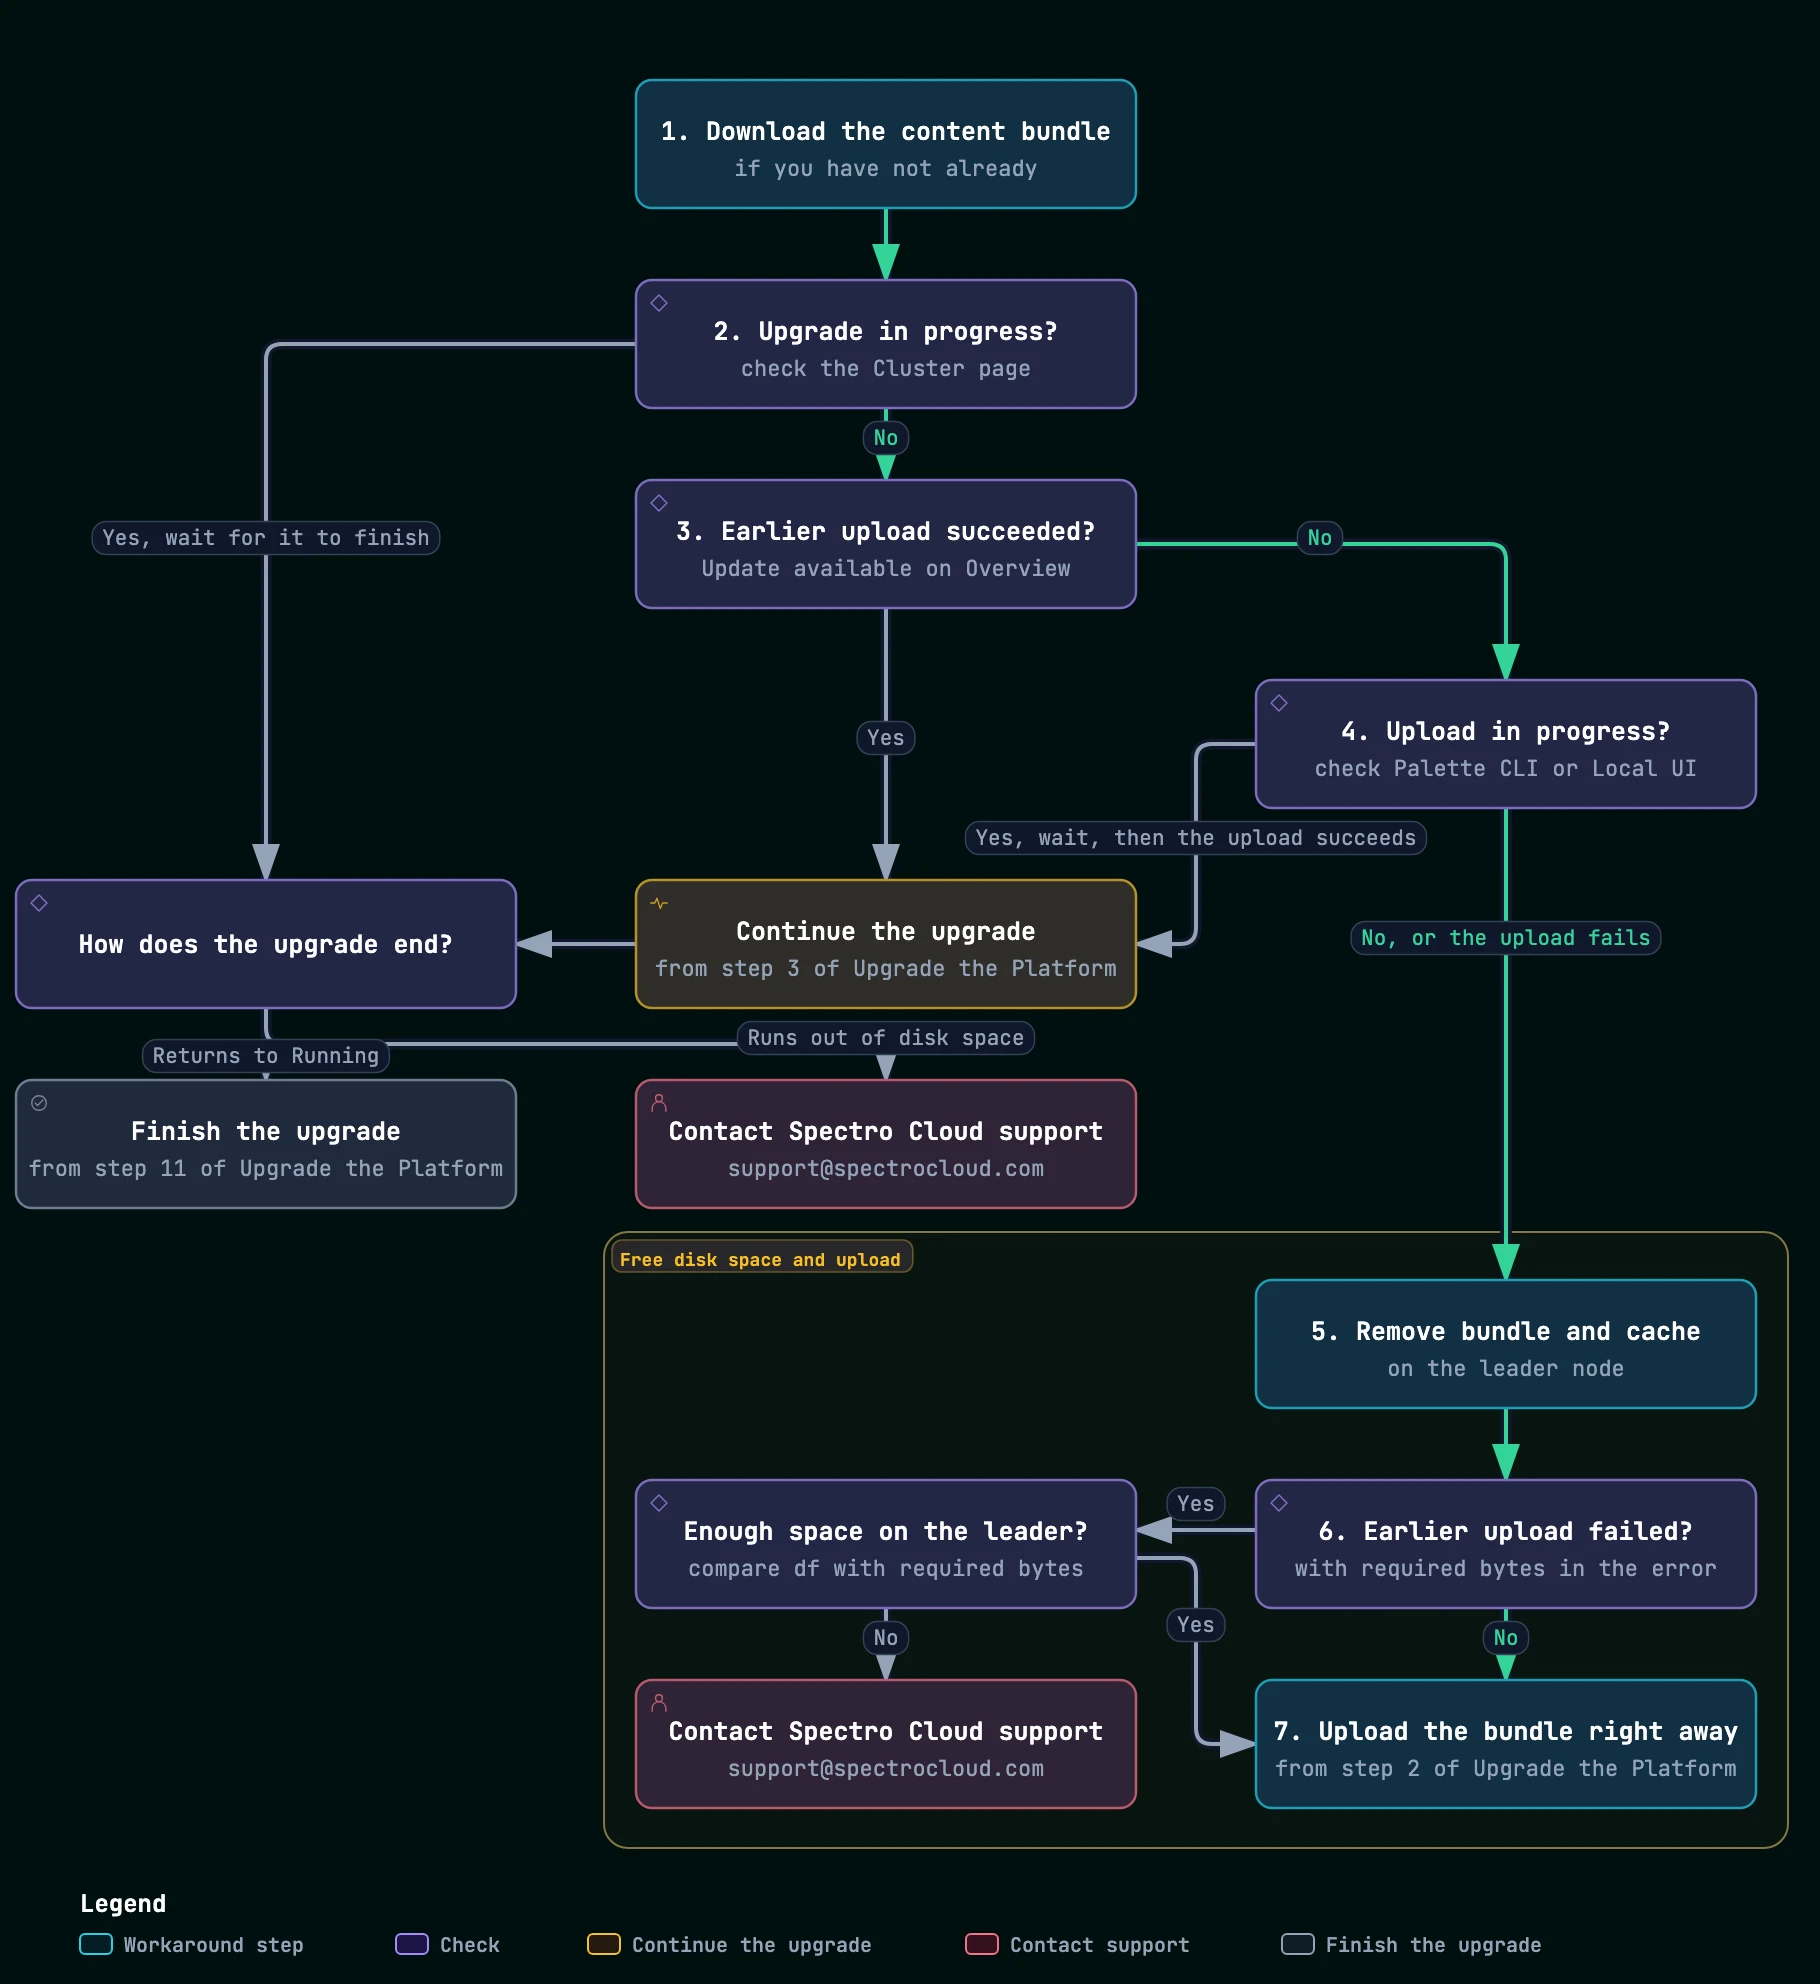 1. Download the content bundle
if you have not already
2. Upgrade in progress?
check the Cluster page
No
3. Earlier upload succeeded?
Update available on Overview
Yes, wait for it to finish
No
4. Upload in progress?
check Palette CLI or Local UI
Yes
Yes, wait, then the upload succeeds
How does the upgrade end?
Continue the upgrade
from step 3 of Upgrade the Platform
No, or the upload fails
Returns to Running
Runs out of disk space
Finish the upgrade
from step 11 of Upgrade the Platform
Contact Spectro Cloud support
support@spectrocloud.com
Free disk space and upload
5. Remove bundle and cache
on the leader node
Enough space on the leader?
compare df with required bytes
Yes
6. Earlier upload failed?
with required bytes in the error
No
Yes
No
Contact Spectro Cloud support
support@spectrocloud.com
7. Upload the bundle right away
from step 2 of Upgrade the Platform
Legend
Workaround step
Check
Continue the upgrade
Contact support
Finish the upgrade